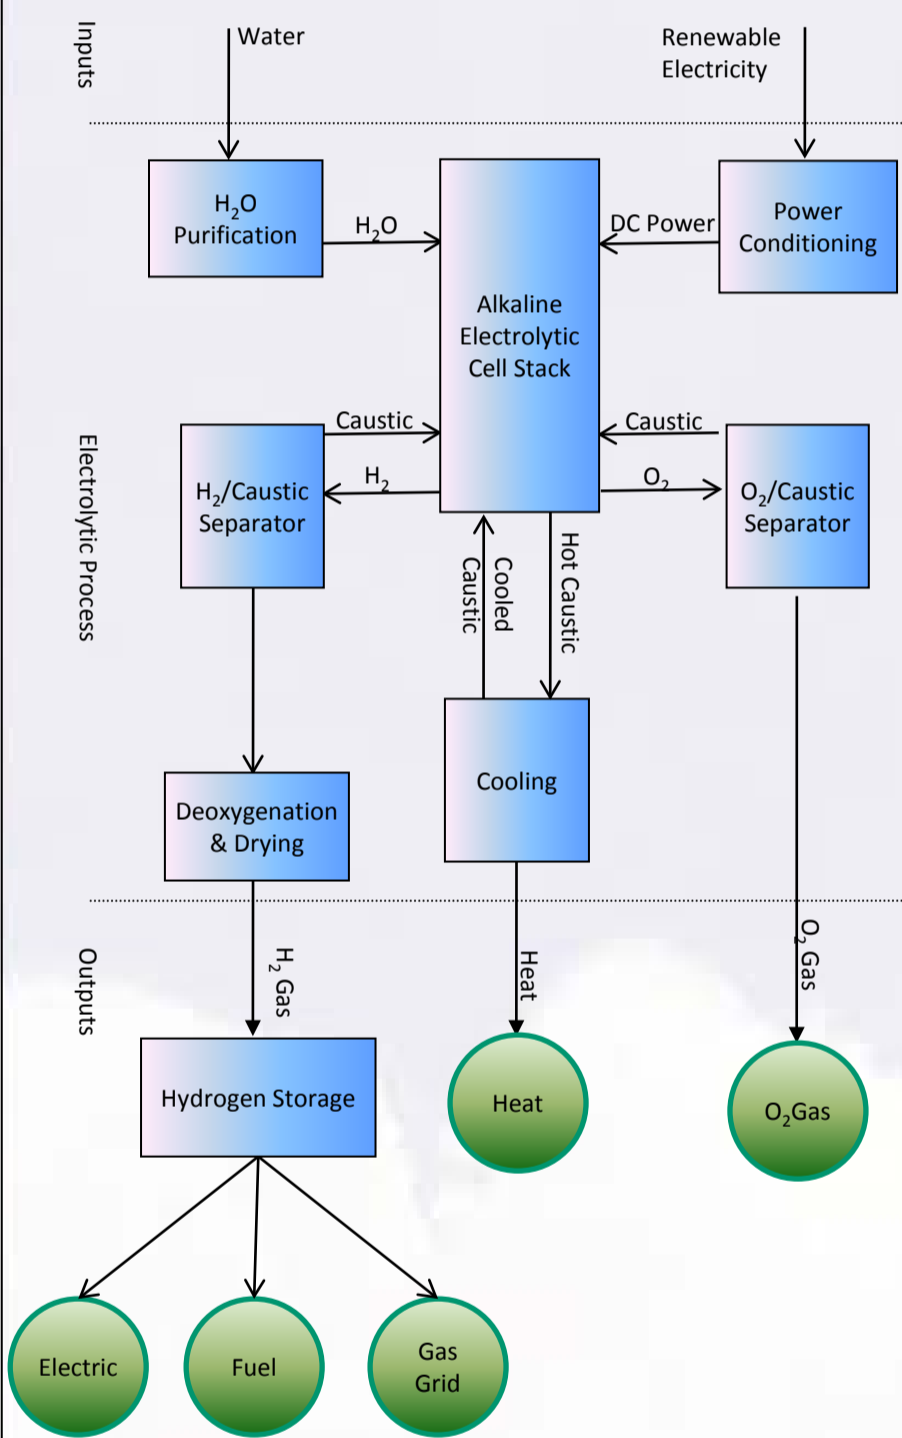 Inputs
Water
Renewable
Electricity
H₂O
Purification
H₂O
Alkaline
Electrolytic
Cell Stack
DC Power
Power
Conditioning
Electrolytic Process
H₂/Caustic
Separator
Caustic
H₂
Caustic
O₂
O₂/Caustic
Separator
Cooled
Caustic
Hot Caustic
Deoxygenation
& Drying
Cooling
Outputs
H₂ Gas
Heat
O₂ Gas
Hydrogen Storage
Heat
O₂Gas
Electric
Fuel
Gas
Grid